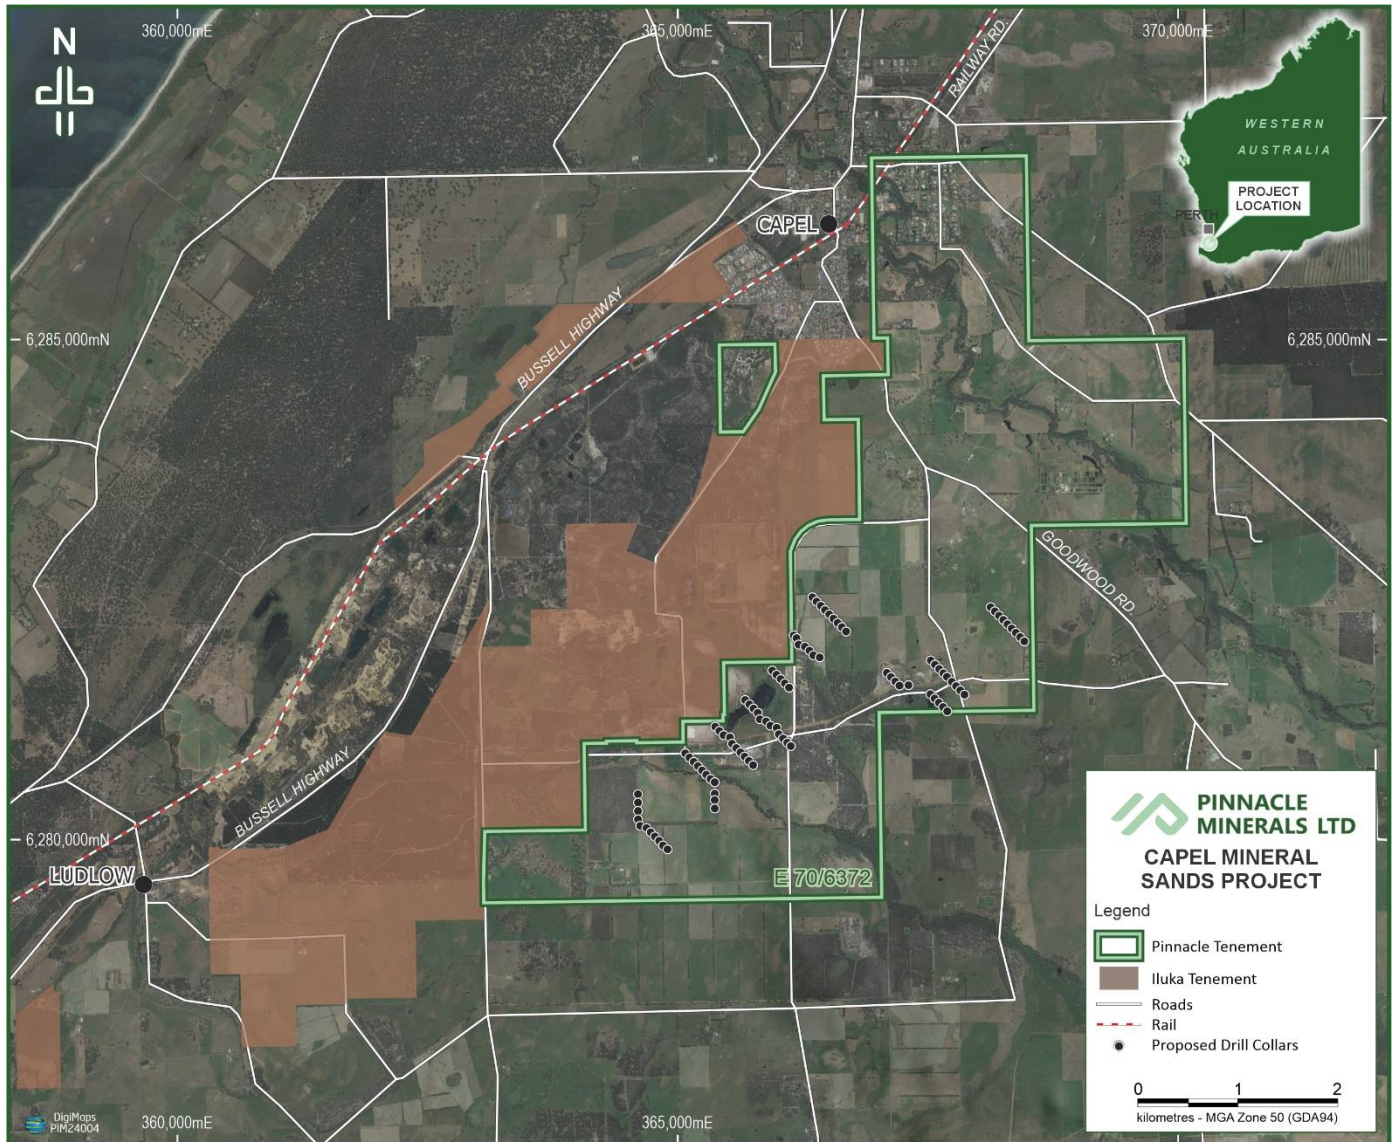 360,000mE
365,000mE
370,000mE
N
RAILWAY RD.
WESTERN
AUSTRALIA
PROJECT
LOCATION
PERTH
CAPEL
BUSSELL HIGHWAY
6,285,000mN
6,285,000mN
GOODWOOD RD.
BUSSELL HIGHWAY
6,280,000mN
LUDLOW
E 70/6372
PINNACLE
MINERALS LTD
CAPEL MINERAL
SANDS PROJECT
Legend
Pinnacle Tenement
Iluka Tenement
Roads
Rail
Proposed Drill Collars
0 1 2
kilometres - MGA Zone 50 (GDA94)
DigiMaps
PIM24004
360,000mE
365,000mE